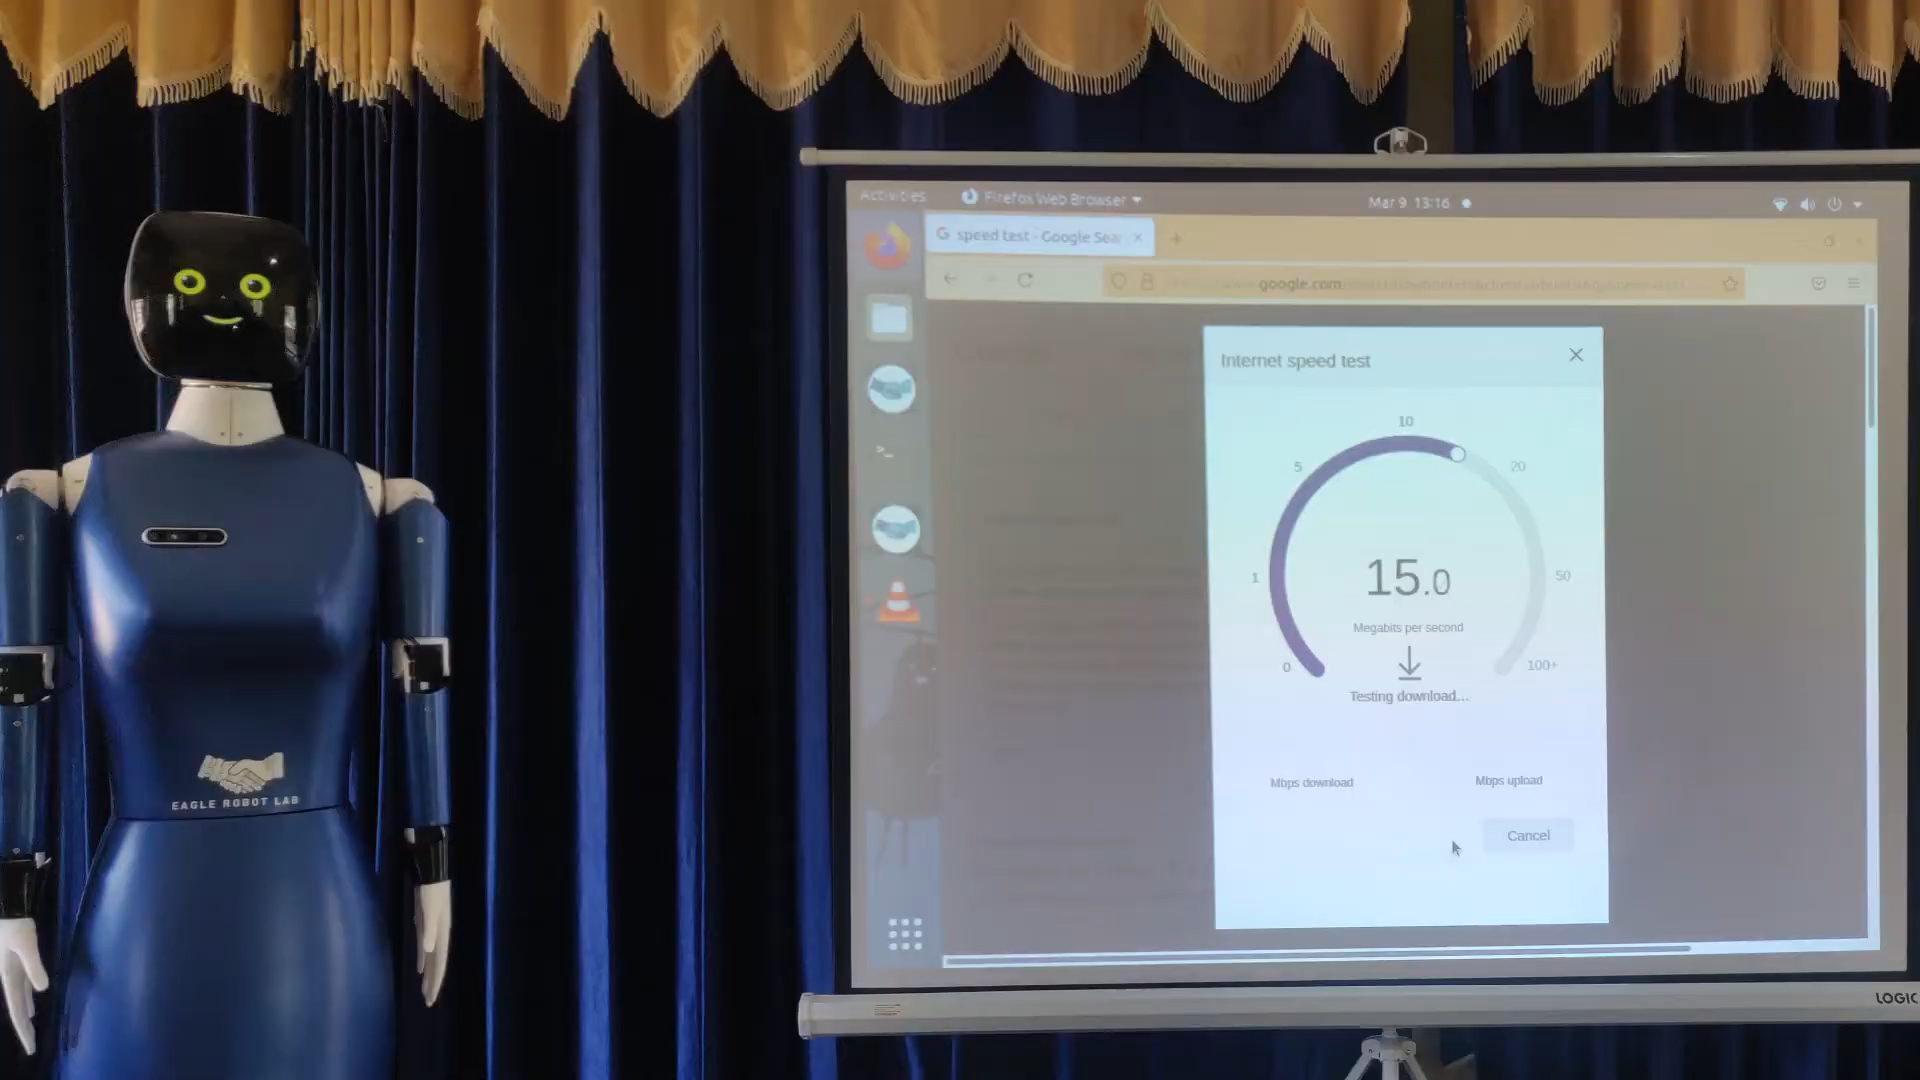 Activities
Firefox Web Browser
Mar 9 13:16
speed test - Google Sear
google.com
Internet speed test
10
5
20
1
15.0
50
Megabits per second
0
100+
Testing download...
Mbps download
Mbps upload
Cancel
EAGLE ROBOT LAB
LOGIC